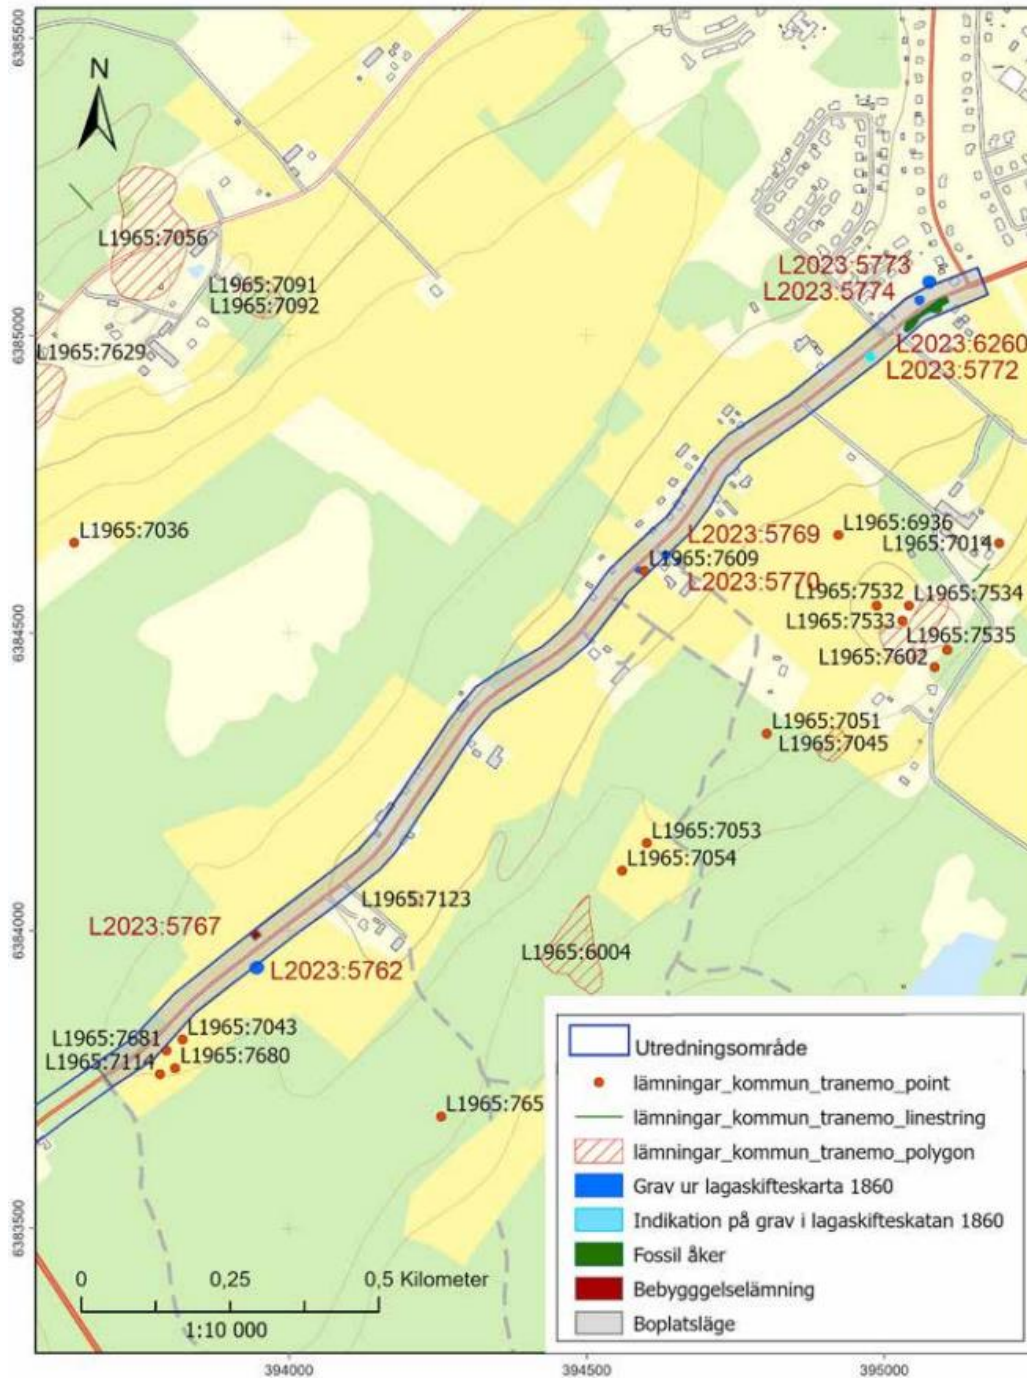 6385500
N
L1965:7056
L1965:7091
L1965:7092
L1965:7629
6385000
L2023:5773
L2023:5774
L2023:6260
L2023:5772
L1965:7036
L2023:5769
L1965:7609
L2023:5770
L1965:6936
L1965:7014
L1965:7532
L1965:7534
L1965:7533
L1965:7535
L1965:7602
6384500
L1965:7051
L1965:7045
L1965:7053
L1965:7054
L1965:7123
L2023:5767
L1965:6004
L2023:5762
6384000
L1965:7043
L1965:7681
L1965:7680
L1965:7114
L1965:765
6383500
0 0,25 0,5 Kilometer
1:10 000
Utredningsområde
lämningar_kommun_tranemo_point
lämningar_kommun_tranemo_linestring
lämningar_kommun_tranemo_polygon
Grav ur lagaskifteskarta 1860
Indikation på grav i lagaskifteskatan 1860
Fossil åker
Bebygggelselämning
Boplatsläge
394000 394500 395000